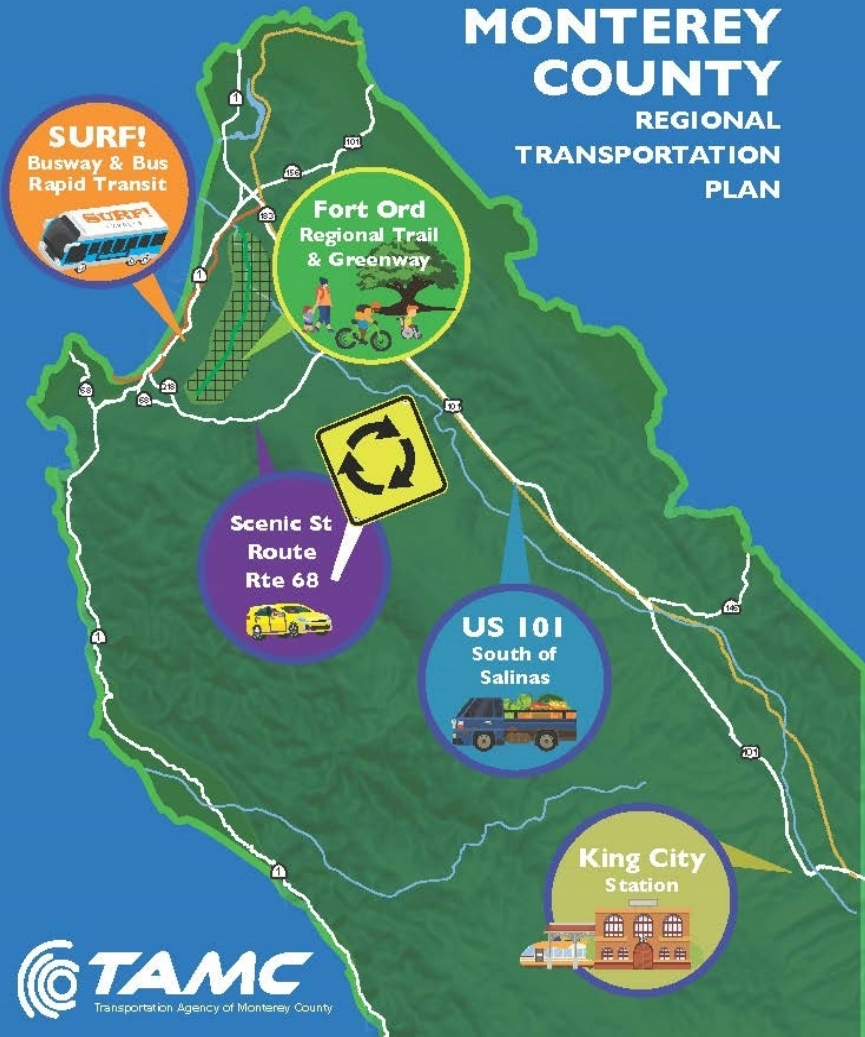 MONTEREY
COUNTY
REGIONAL
TRANSPORTATION
PLAN
SURF!
Busway & Bus
Rapid Transit
SURF!
1
101
156
183
Fort Ord
Regional Trail
& Greenway
1
68
68
218
101
Scenic St
Route
Rte 68
US 101
South of
Salinas
146
1
101
King City
Station
1
TAMC
Transportation Agency of Monterey County